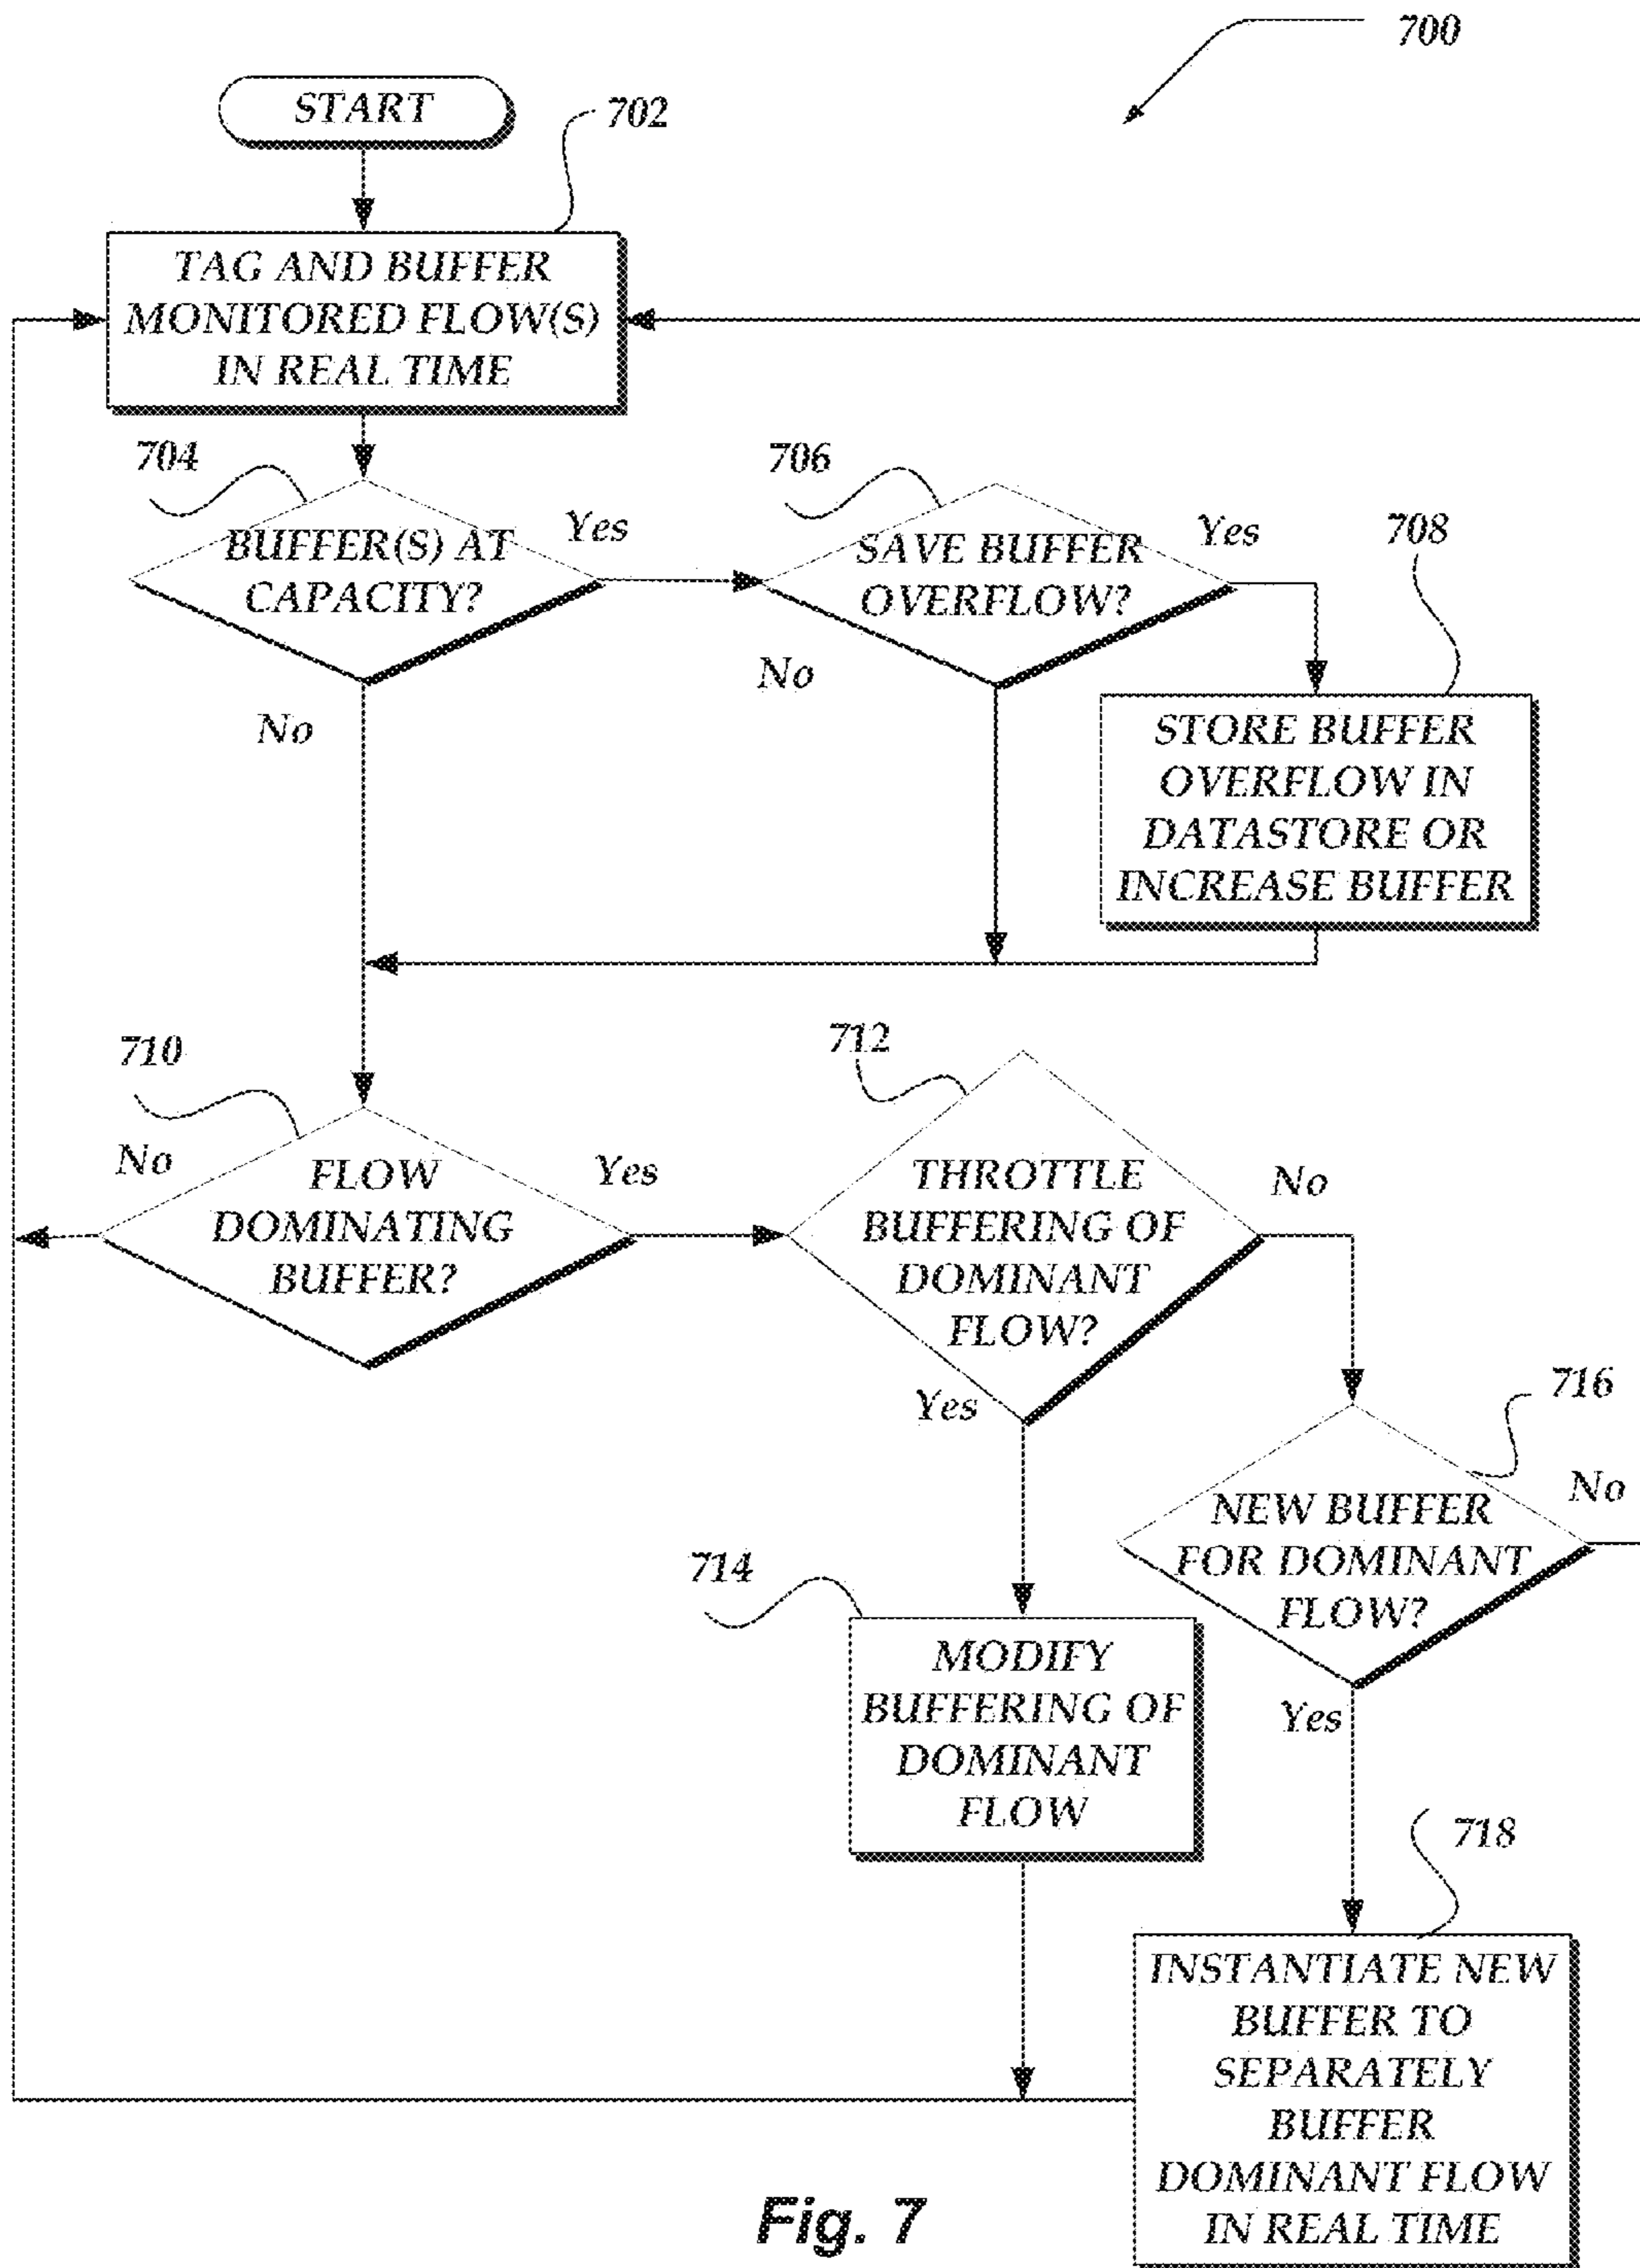 700
START
702
TAG AND BUFFER
MONITORED FLOW(S)
IN REAL TIME
704
BUFFER(S) AT
CAPACITY?
Yes
No
706
SAVE BUFFER
OVERFLOW?
Yes
No
708
STORE BUFFER
OVERFLOW IN
DATASTORE OR
INCREASE BUFFER
710
No
FLOW
DOMINATING
BUFFER?
Yes
712
THROTTLE
BUFFERING OF
DOMINANT
FLOW?
No
Yes
716
NEW BUFFER
FOR DOMINANT
FLOW?
No
Yes
714
MODIFY
BUFFERING OF
DOMINANT
FLOW
718
INSTANTIATE NEW
BUFFER TO
SEPARATELY
BUFFER
DOMINANT FLOW
IN REAL TIME
Fig. 7